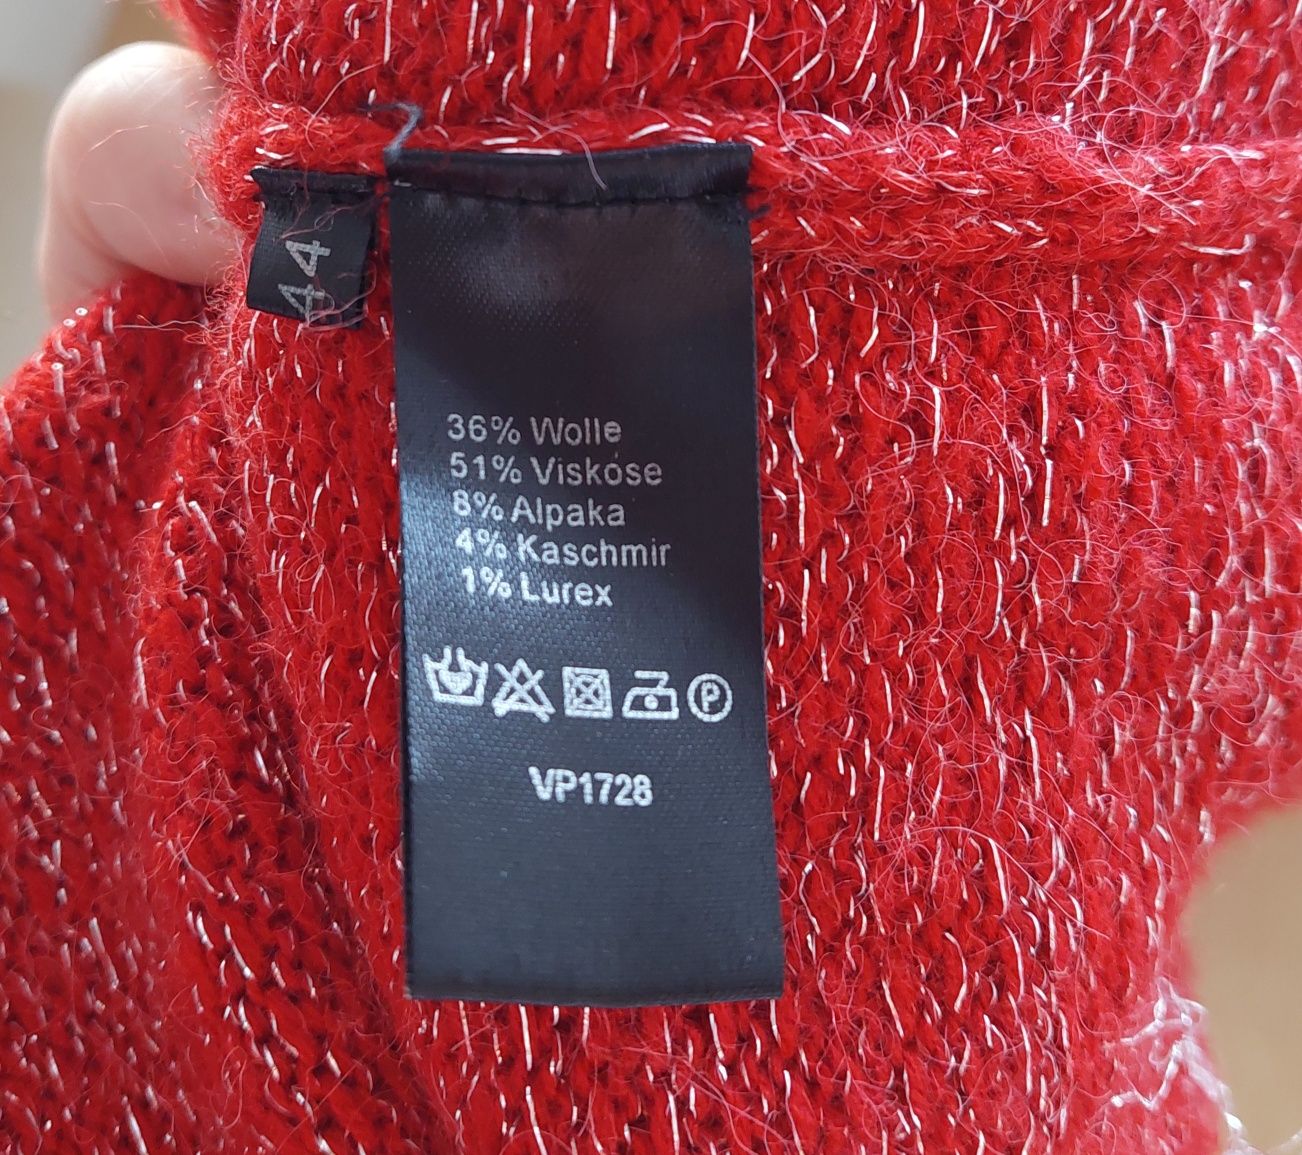 44
36% Wolle
51% Viskose
8% Alpaka
4% Kaschmir
1% Lurex
P
VP1728